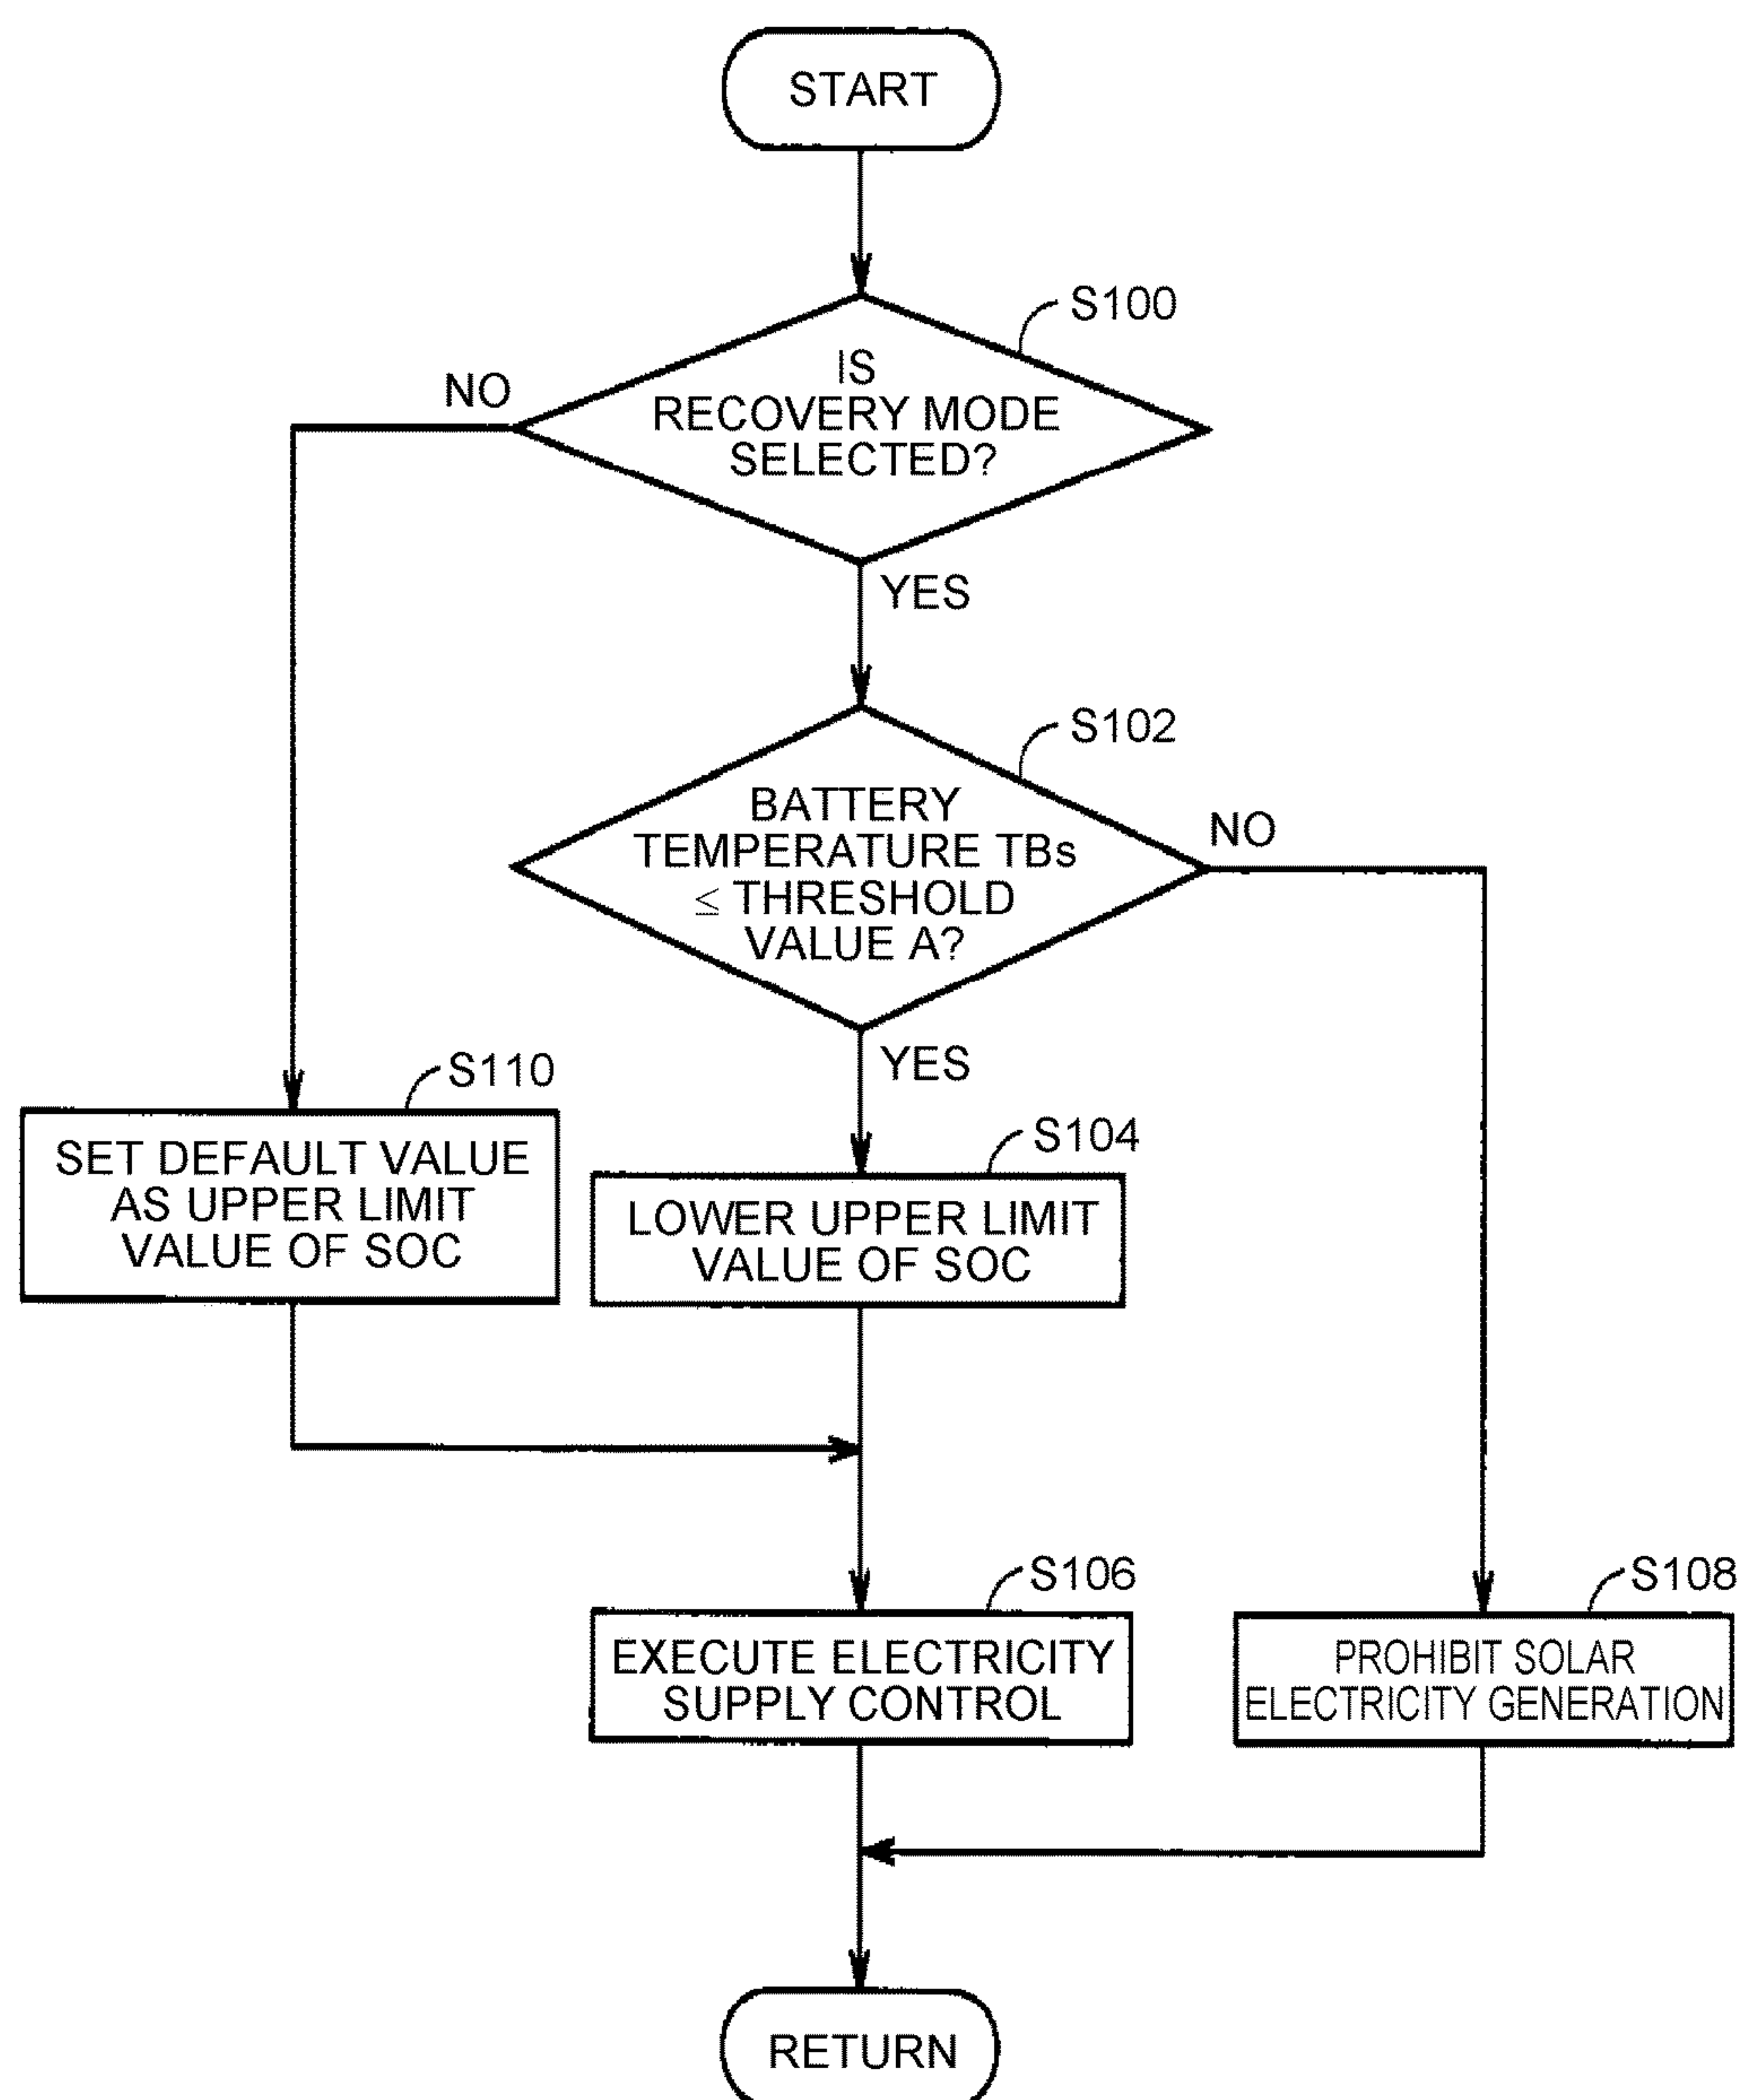 START
S100
IS
RECOVERY MODE
SELECTED?
NO
YES
S102
BATTERY
TEMPERATURE TBs
≤ THRESHOLD
VALUE A?
NO
YES
S110
SET DEFAULT VALUE
AS UPPER LIMIT
VALUE OF SOC
S104
LOWER UPPER LIMIT
VALUE OF SOC
S106
EXECUTE ELECTRICITY
SUPPLY CONTROL
S108
PROHIBIT SOLAR
ELECTRICITY GENERATION
RETURN